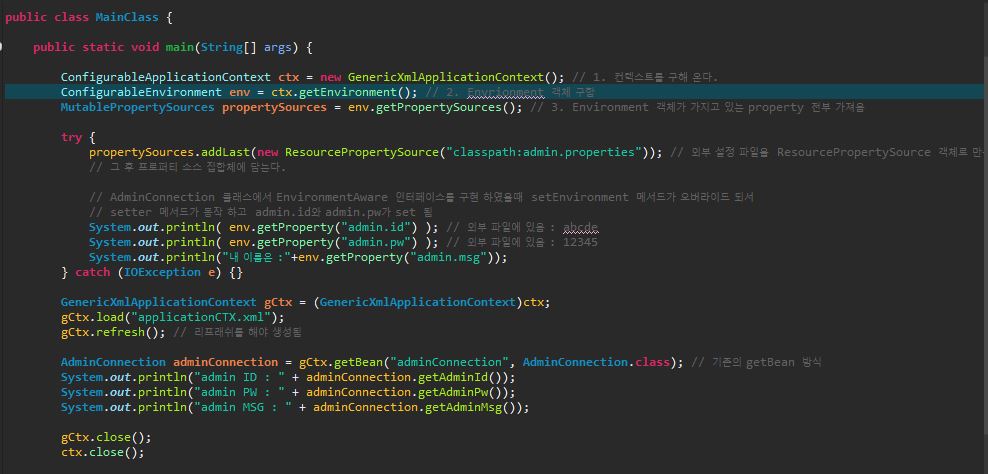 public class MainClass {
public static void main(String[] args) {
ConfigurableApplicationContext ctx = new GenericXmlApplicationContext(); // 1. 컨텍스트를 구해 온다.
ConfigurableEnvironment env = ctx.getEnvironment(); // 2. Envrionment 객체 구함
MutablePropertySources propertySources = env.getPropertySources(); // 3. Environment 객체가 가지고 있는 property 전부 가져옴
try {
propertySources.addLast(new ResourcePropertySource("classpath:admin.properties")); // 외부 설정 파일을 ResourcePropertySource 객체로 만
// 그 후 프로퍼티 소스 집합체에 담는다.
// AdminConnection 클래스에서 EnvironmentAware 인터페이스를 구현 하였을때 setEnvironment 메서드가 오버라이드 되서
// setter 메서드가 동작 하고 admin.id와 admin.pw가 set 됨
System.out.println( env.getProperty("admin.id") ); // 외부 파일에 있음 : abcde
System.out.println( env.getProperty("admin.pw") ); // 외부 파일에 있음 : 12345
System.out.println("내 이름은 :"+env.getProperty("admin.msg"));
} catch (IOException e) {}
GenericXmlApplicationContext gCtx = (GenericXmlApplicationContext)ctx;
gCtx.load("applicationCTX.xml");
gCtx.refresh(); // 리프래쉬를 해야 생성됨
AdminConnection adminConnection = gCtx.getBean("adminConnection", AdminConnection.class); // 기존의 getBean 방식
System.out.println("admin ID : " + adminConnection.getAdminId());
System.out.println("admin PW : " + adminConnection.getAdminPw());
System.out.println("admin MSG : " + adminConnection.getAdminMsg());
gCtx.close();
ctx.close();